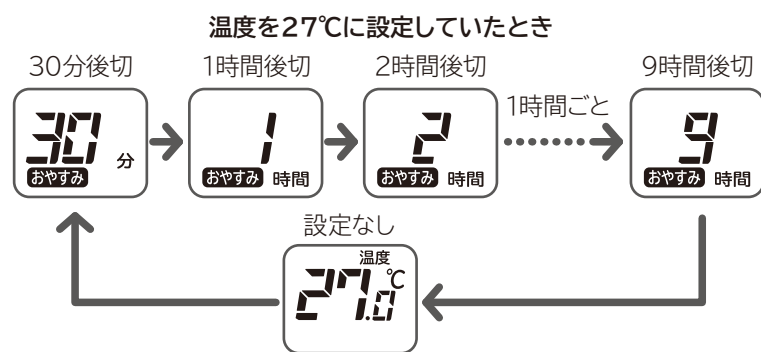 温度を27℃に設定していたとき
30分後切
1時間後切
2時間後切
9時間後切
30
分
おやすみ
1
おやすみ 時間
2
おやすみ 時間
1時間ごと
9
おやすみ 時間
設定なし
温度
27.0℃